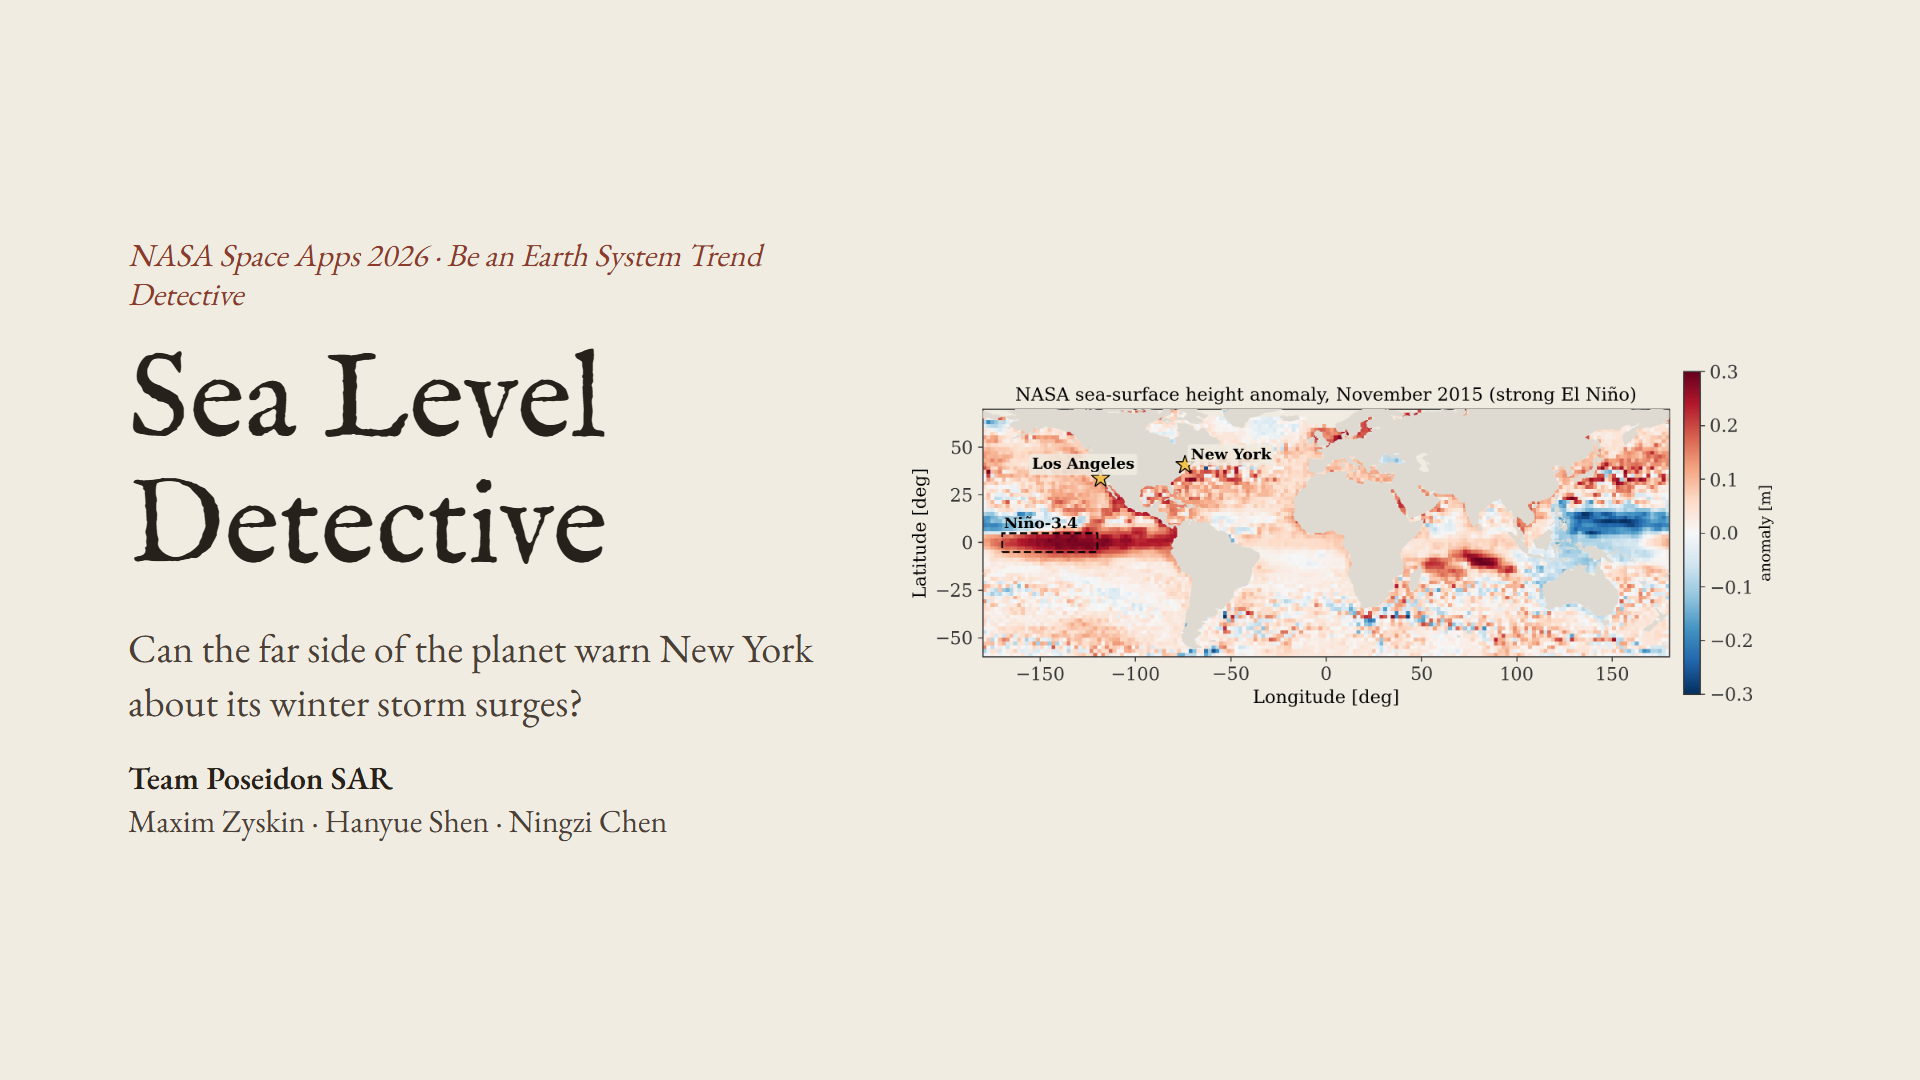 NASA Space Apps 2026 · Be an Earth System Trend
Detective
Sea Level
Detective
Can the far side of the planet warn New York
about its winter storm surges?
Team Poseidon SAR
Maxim Zyskin · Hanyue Shen · Ningzi Chen
NASA sea-surface height anomaly, November 2015 (strong El Niño)
Los Angeles
New York
Niño-3.4
Latitude [deg]
50
25
0
−25
−50
−150
−100
−50
0
50
100
150
Longitude [deg]
0.3
0.2
0.1
0.0
−0.1
−0.2
−0.3
anomaly [m]